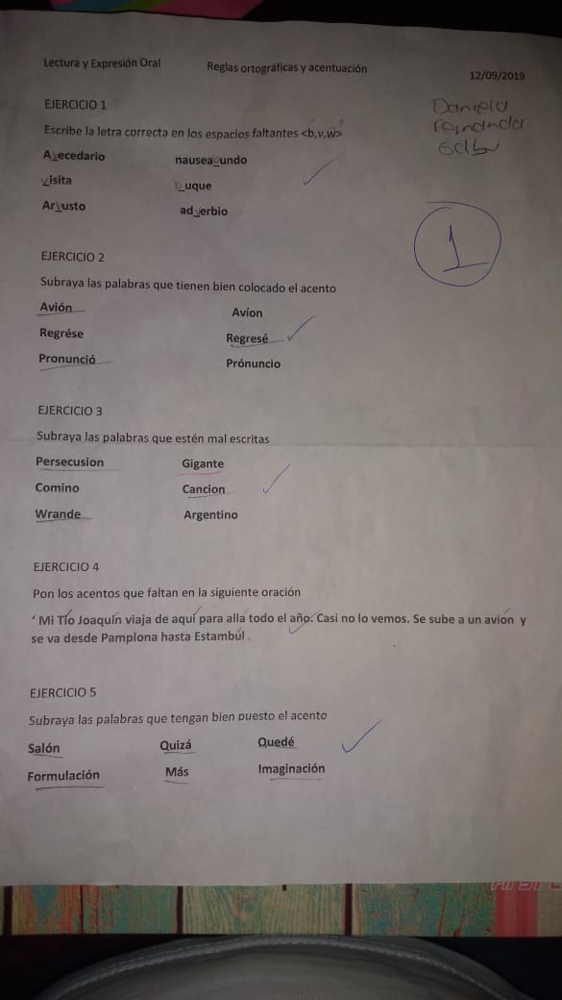 Lectura y Expresión Oral Reglas ortográficas y acentuación 12/09/2019
Daniela
Fernanda
EJERCICIO 1
Escribe la letra correcta en los espacios faltantes <b,v,w>
A_ecedario nausea_undo
visita _uque
Arbusto adverbio
1
EJERCICIO 2
Subraya las palabras que tienen bien colocado el acento
Avión Avíon
Regrése Regresé
Pronunció Prónuncio
EJERCICIO 3
Subraya las palabras que estén mal escritas
Persecusion Gigante
Comino Cancion
Wrande Argentino
EJERCICIO 4
Pon los acentos que faltan en la siguiente oración
‘ Mi Tío Joaquín viaja de aquí para allá todo el año. Casi no lo vemos. Se sube a un avión y
se va desde Pamplona hasta Estambúl
EJERCICIO 5
Subraya las palabras que tengan bien puesto el acento
Salón Quizá Quedé
Formulación Más Imaginación